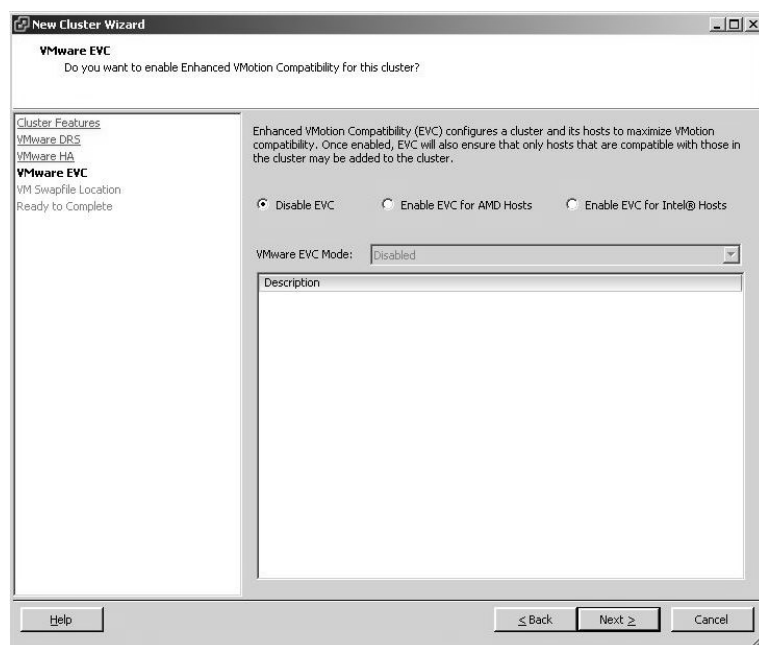 New Cluster Wizard
VMware EVC
Do you want to enable Enhanced VMotion Compatibility for this cluster?
Cluster Features
VMware DRS
VMware HA
VMware EVC
VM Swapfile Location
Ready to Complete
Enhanced VMotion Compatibility (EVC) configures a cluster and its hosts to maximize VMotion
compatibility. Once enabled, EVC will also ensure that only hosts that are compatible with those in
the cluster may be added to the cluster.
Disable EVC Enable EVC for AMD Hosts Enable EVC for Intel® Hosts
VMware EVC Mode: Disabled
Description
Help < Back Next > Cancel